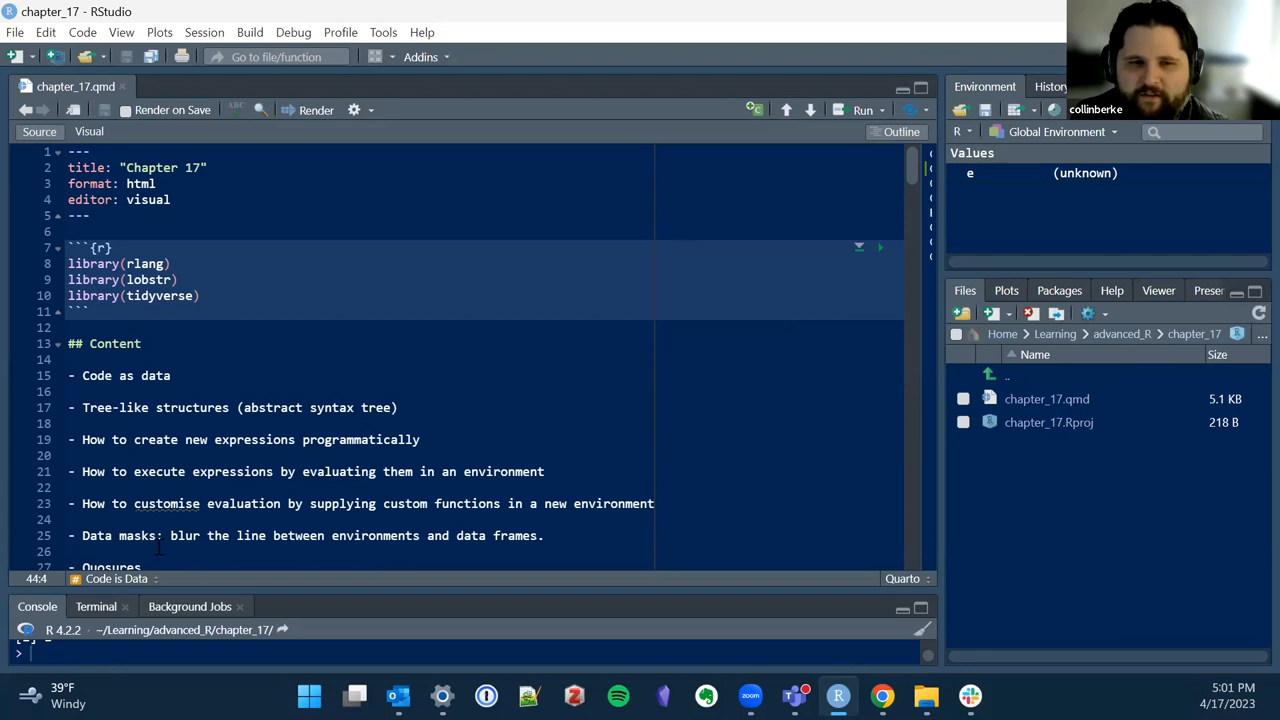 chapter_17 - RStudio
File Edit Code View Plots Session Build Debug Profile Tools Help
Go to file/function
Addins
chapter_17.qmd
Render on Save
ABC
Render
Run
Source Visual
Outline
1 ---
2 title: "Chapter 17"
3 format: html
4 editor: visual
5 ---
6
7 ```{r}
8 library(rlang)
9 library(lobstr)
10 library(tidyverse)
11 ```
12
13 ## Content
14
15 - Code as data
16
17 - Tree-like structures (abstract syntax tree)
18
19 - How to create new expressions programmatically
20
21 - How to execute expressions by evaluating them in an environment
22
23 - How to customise evaluation by supplying custom functions in a new environment
24
25 - Data masks: blur the line between environments and data frames.
26
27 - Quosures
44:4 # Code is Data
Quarto
Console Terminal Background Jobs
R 4.2.2 ~/Learning/advanced_R/chapter_17/
>
Environment History
collinberke
R Global Environment
Values
e (unknown)
Files Plots Packages Help Viewer Preser
Home Learning advanced_R chapter_17 ...
Name Size
..
chapter_17.qmd 5.1 KB
chapter_17.Rproj 218 B
39°F
Windy
zoom
5:01 PM
4/17/2023